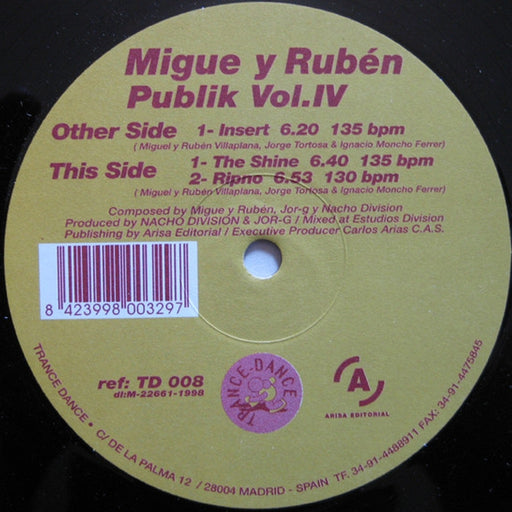 Migue y Rubén
Publik Vol.IV
Other Side 1- Insert 6.20 135 bpm
( Miguel y Rubén Villaplana, Jorge Tortosa & Ignacio Moncho Ferrer)
This Side 1- The Shine 6.40 135 bpm
2- Ripno 6.53 130 bpm
( Miguel y Rubén Villaplana, Jorge Tortosa & Ignacio Moncho Ferrer)
Composed by Migue y Rubén, Jor-g y Nacho Division
Produced by NACHO DIVISION & JOR-G / Mixed at Estudios Division
Publishing by Arisa Editorial / Executive Producer Carlos Arias C.A.S.
8 423998 003297
ref: TD 008
dl:M-22661-1998
TRANCE-DANCE
A
ARISA EDITORIAL
TRANCE DANCE • C/ DE LA PALMA 12 / 28004 MADRID - SPAIN TF. 34-91-4488911 FAX: 34-91-4475845